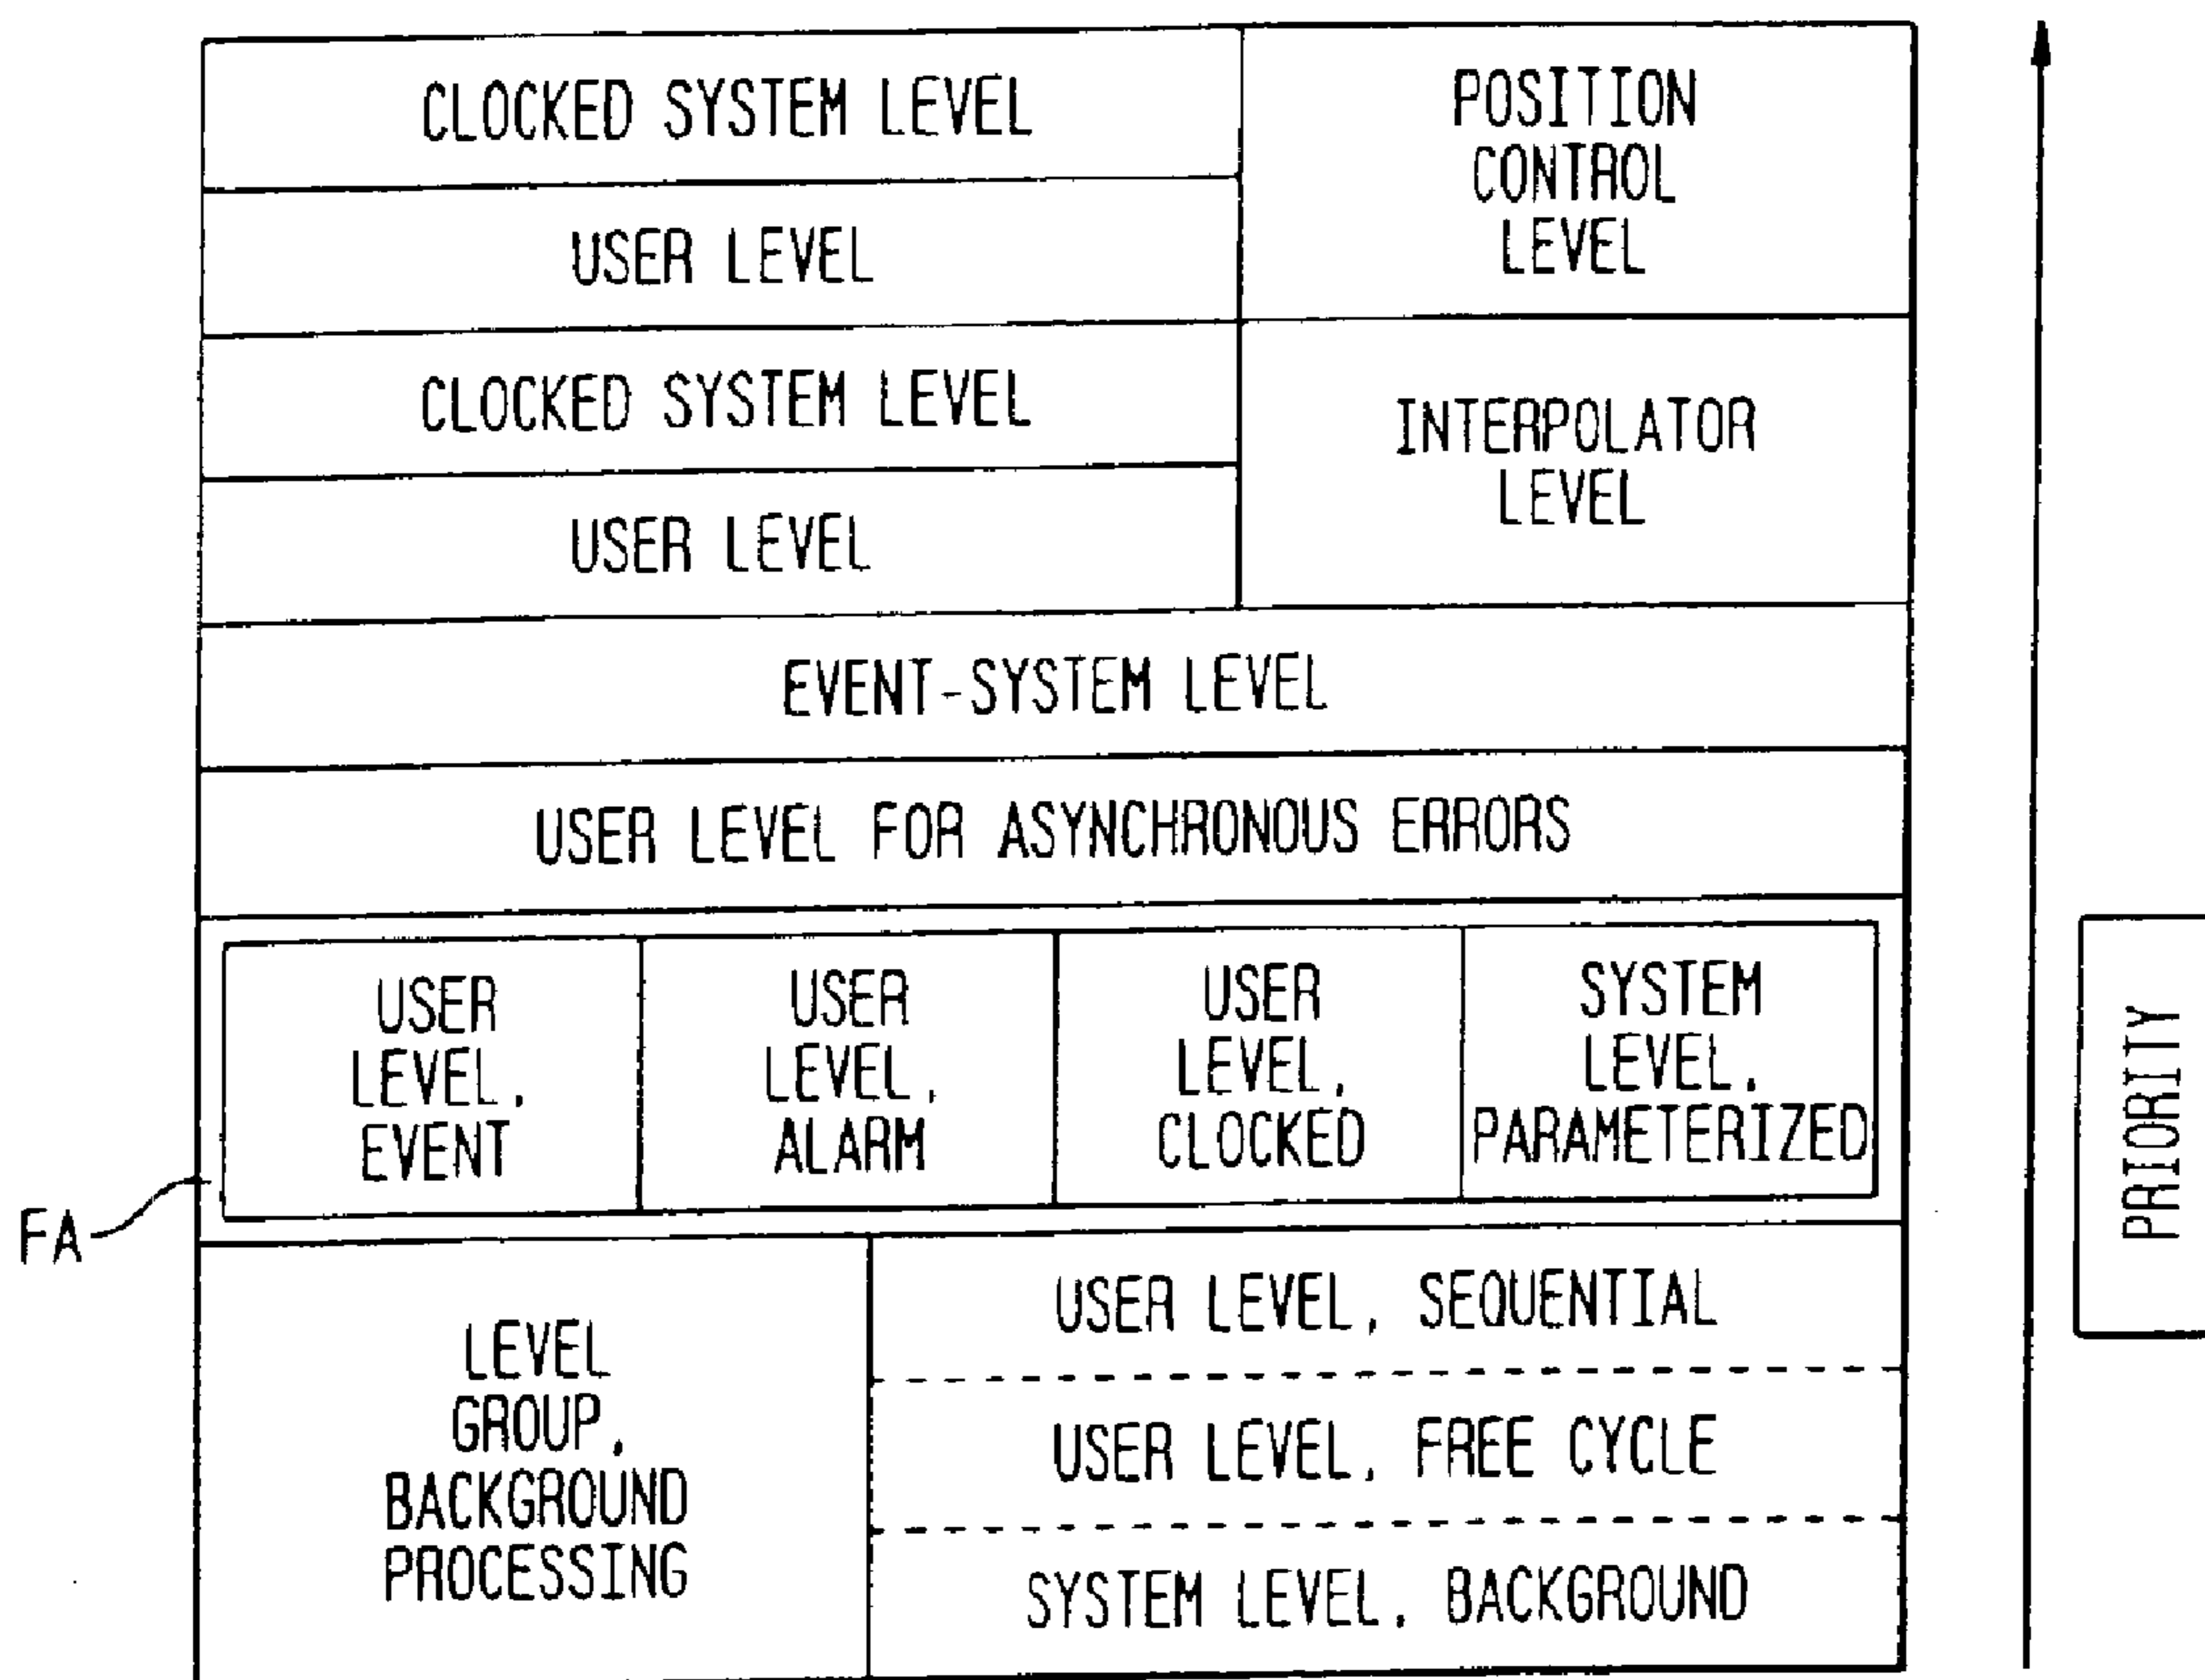 CLOCKED SYSTEM LEVEL
USER LEVEL
POSITION
CONTROL
LEVEL
CLOCKED SYSTEM LEVEL
USER LEVEL
INTERPOLATOR
LEVEL
EVENT-SYSTEM LEVEL
USER LEVEL FOR ASYNCHRONOUS ERRORS
USER
LEVEL,
EVENT
USER
LEVEL,
ALARM
USER
LEVEL,
CLOCKED
SYSTEM
LEVEL,
PARAMETERIZED
FA
LEVEL
GROUP,
BACKGROUND
PROCESSING
USER LEVEL, SEQUENTIAL
USER LEVEL, FREE CYCLE
SYSTEM LEVEL, BACKGROUND
PRIORITY